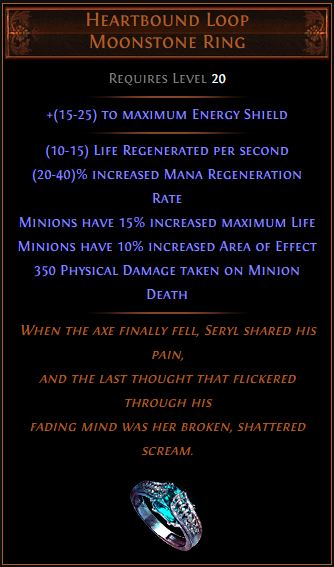 Heartbound Loop
Moonstone Ring
Requires Level 20
+(15-25) to maximum Energy Shield
(10-15) Life Regenerated per second
(20-40)% increased Mana Regeneration
Rate
Minions have 15% increased maximum Life
Minions have 10% increased Area of Effect
350 Physical Damage taken on Minion
Death
When the axe finally fell, Seryl shared his
pain,
and the last thought that flickered
through his
fading mind was her broken, shattered
scream.